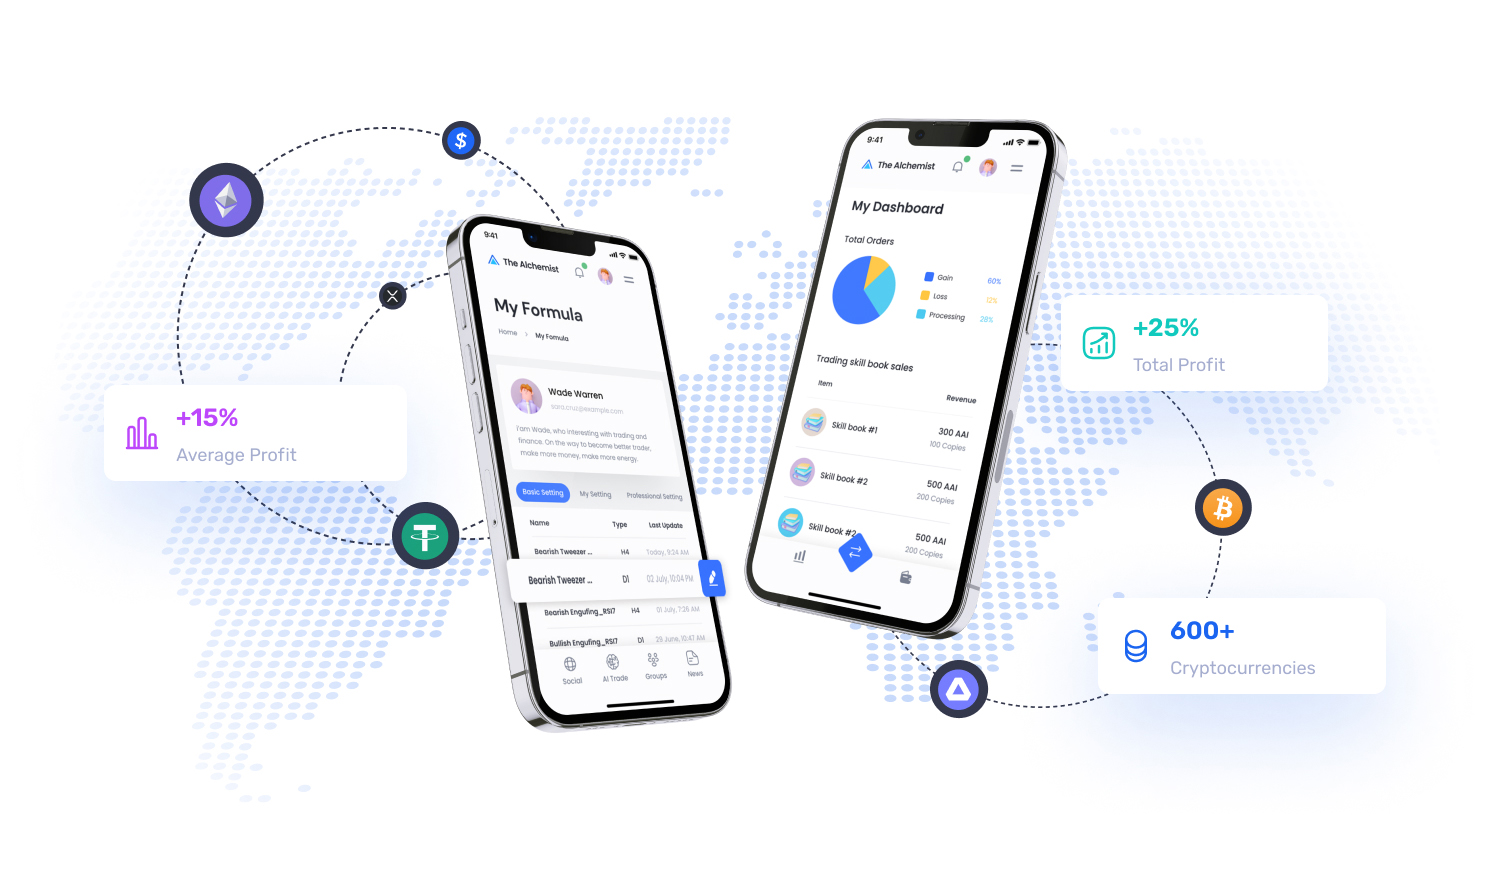 $
+15%
Average Profit
9:41
The Alchemist
My Formula
Home > My Fomula
Wade Warren
sara.cruz@example.com
I am Wade, who interesting with trading and
finance. On the way to become better trader,
make more money, make more energy.
Basic Setting My Setting Professional Setting
Name Type Last Update
Bearish Tweezer ... H4 Today, 9:24 AM
Bearish Tweezer ... D1 02 July, 10:04 PM
Bearish Engufing_RSI7 H4 01 July, 7:26 AM
Bullish Engufing_RSI7 D1 29 June, 10:47 AM
Social AI Trade Groups News
9:41
The Alchemist
My Dashboard
Total Orders
Gain 60%
Loss 12%
Processing 28%
Trading skill book sales
Item Revenue
Skill book #1 300 AAI
100 Copies
Skill book #2 500 AAI
200 Copies
Skill book #2 500 AAI
200 Copies
+25%
Total Profit
600+
Cryptocurrencies